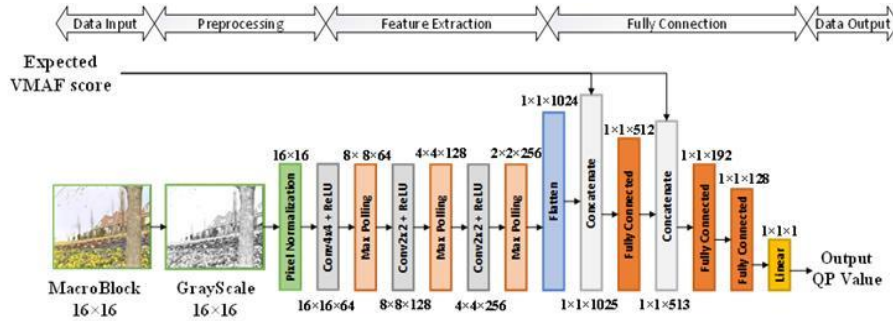 Data Input
Preprocessing
Feature Extraction
Fully Connection
Data Output
Expected
VMAF score
MacroBlock
16×16
GrayScale
16×16
16×16
Pixel Normalization
Conv4x4 + ReLU
16×16×64
8×8×64
Max Polling
Conv2x2 + ReLU
8×8×128
4×4×128
Max Polling
Conv2x2 + ReLU
4×4×256
2×2×256
Max Polling
1×1×1024
Flatten
Concatenate
1×1×1025
1×1×512
Fully Connected
Concatenate
1×1×513
1×1×192
Fully Connected
1×1×128
Fully Connected
1×1×1
Linear
Output
QP Value